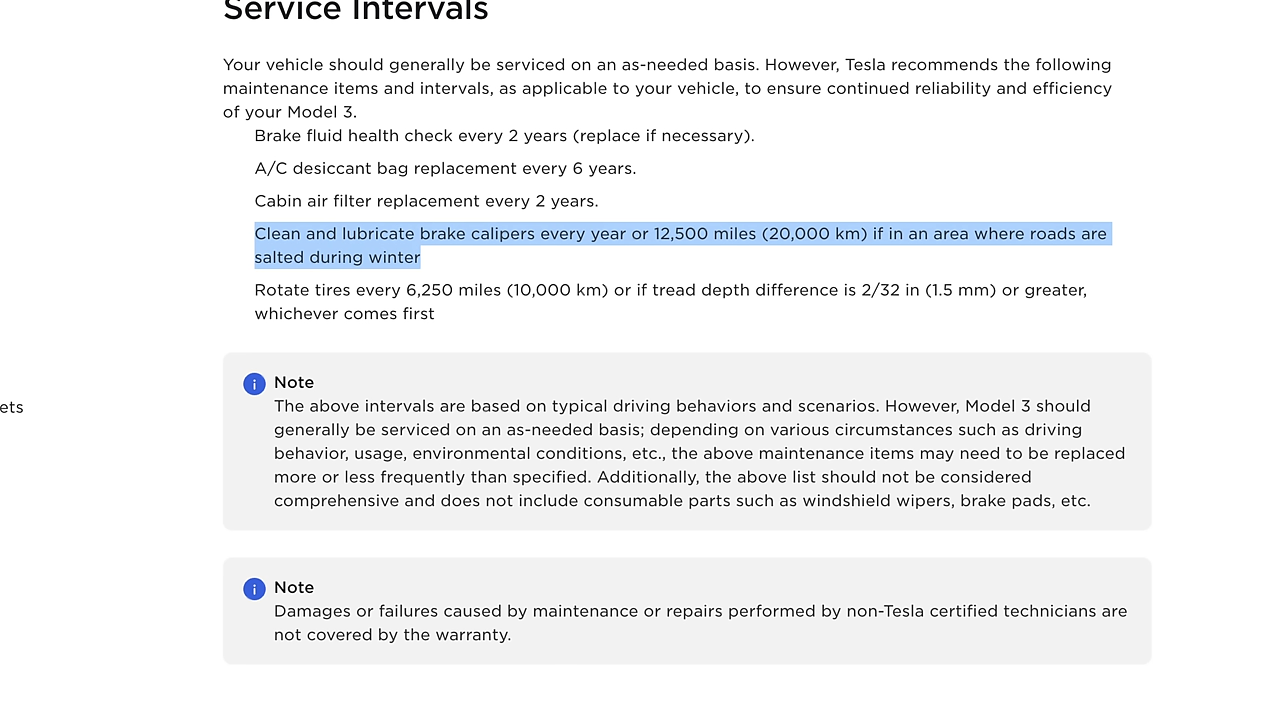 Service Intervals
Your vehicle should generally be serviced on an as-needed basis. However, Tesla recommends the following
maintenance items and intervals, as applicable to your vehicle, to ensure continued reliability and efficiency
of your Model 3.
Brake fluid health check every 2 years (replace if necessary).
A/C desiccant bag replacement every 6 years.
Cabin air filter replacement every 2 years.
Clean and lubricate brake calipers every year or 12,500 miles (20,000 km) if in an area where roads are
salted during winter
Rotate tires every 6,250 miles (10,000 km) or if tread depth difference is 2/32 in (1.5 mm) or greater,
whichever comes first
Note
The above intervals are based on typical driving behaviors and scenarios. However, Model 3 should
generally be serviced on an as-needed basis; depending on various circumstances such as driving
behavior, usage, environmental conditions, etc., the above maintenance items may need to be replaced
more or less frequently than specified. Additionally, the above list should not be considered
comprehensive and does not include consumable parts such as windshield wipers, brake pads, etc.
ets
Note
Damages or failures caused by maintenance or repairs performed by non-Tesla certified technicians are
not covered by the warranty.